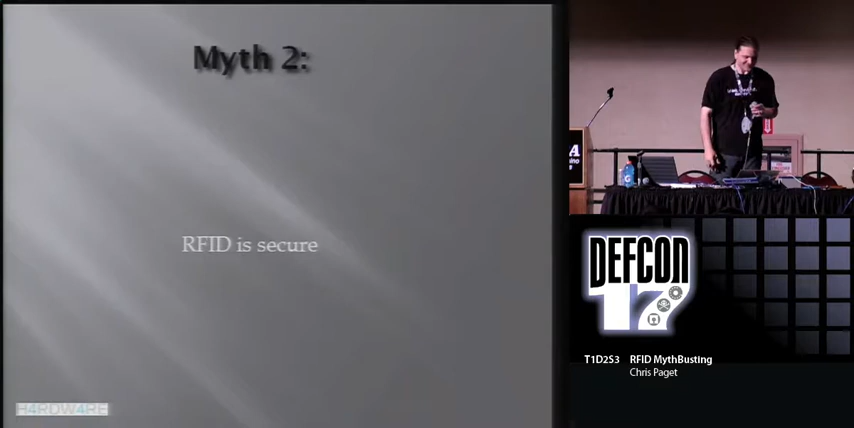 Myth 2:
RFID is secure
H4RDW4RE
DEFCON
17
T1D2S3 RFID MythBusting
Chris Paget